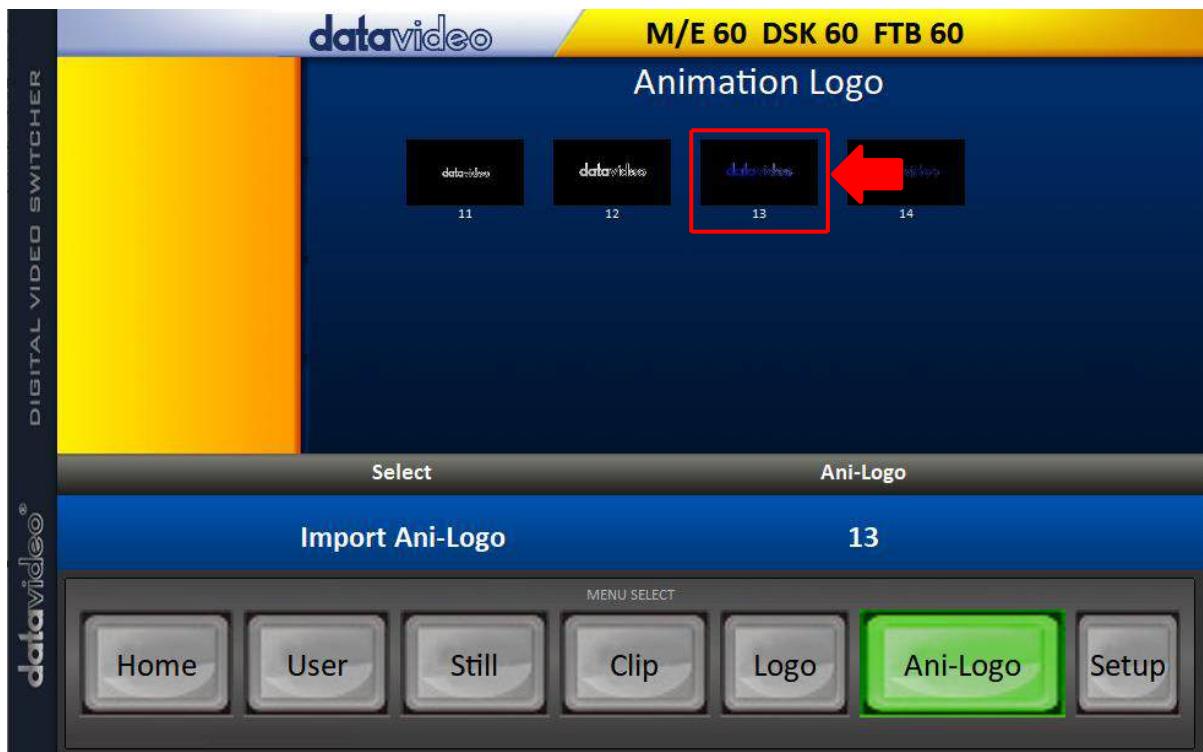 datavideo
M/E 60 DSK 60 FTB 60
DIGITAL VIDEO SWITCHER
datavideo®
Animation Logo
datavideo
datavideo
datavideo
11
12
13
14
Select
Ani-Logo
Import Ani-Logo
13
MENU SELECT
Home
User
Still
Clip
Logo
Ani-Logo
Setup